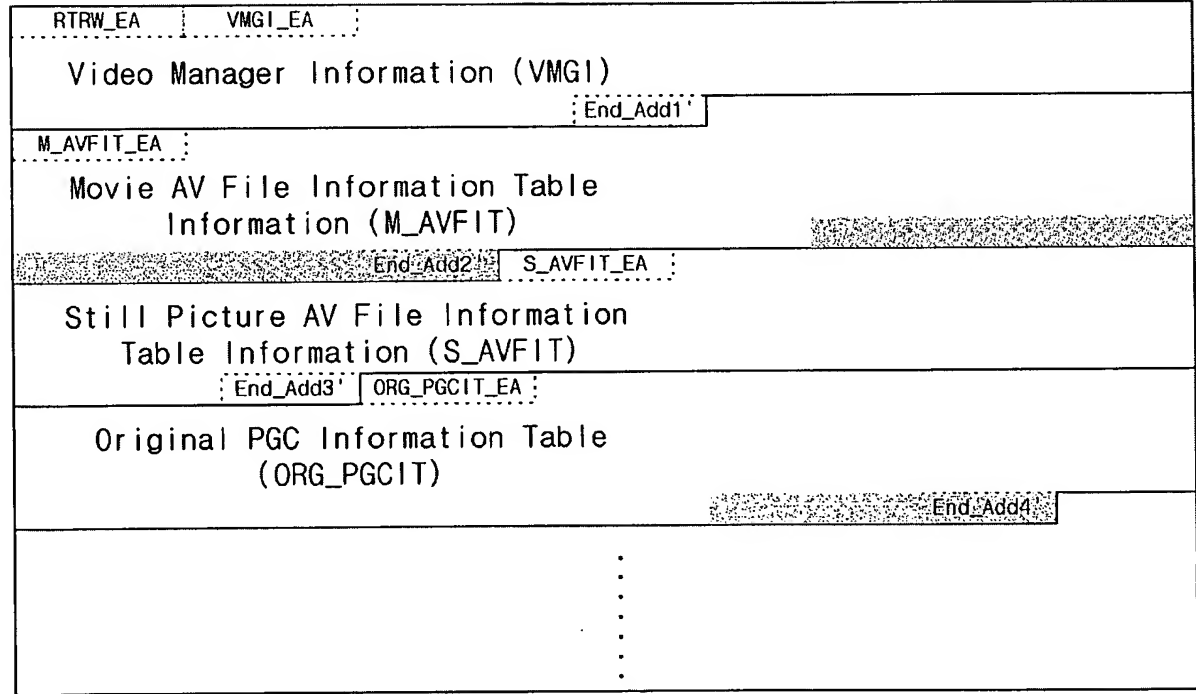 RTRW_EA VMGI_EA
Video Manager Information (VMGI)
End_Add1'
M_AVFIT_EA
Movie AV File Information Table
Information (M_AVFIT)
End_Add2' S_AVFIT_EA
Still Picture AV File Information
Table Information (S_AVFIT)
End_Add3' ORG_PGCIT_EA
Original PGC Information Table
(ORG_PGCIT)
End_Add4'